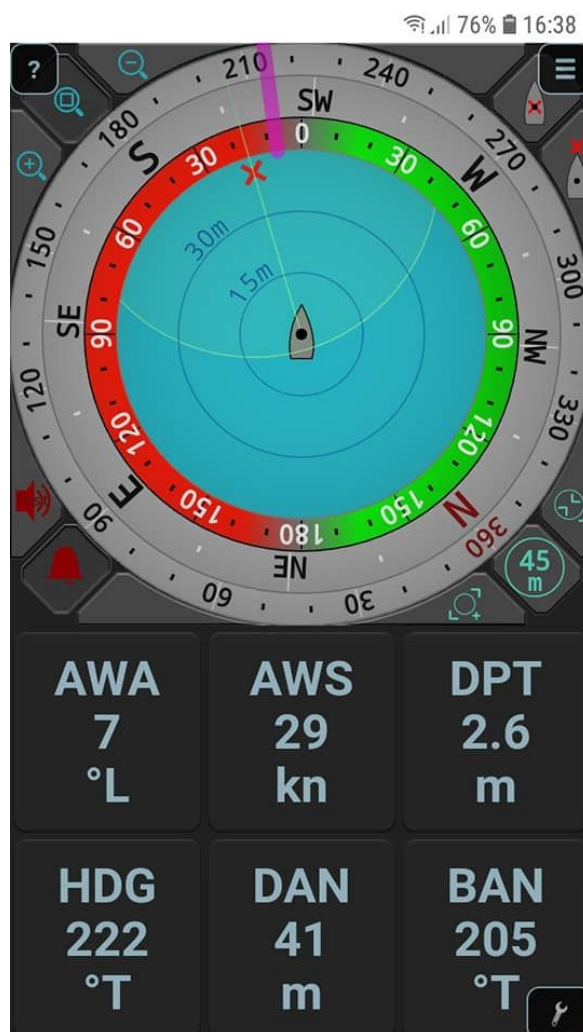 76% 16:38
?
210
240
180
SW
270
S
0
W
30
30
150
60
60
300
30m
15m
SE
90
90
NW
120
330
120
120
E
150
150
N
90
180
360
NE
45
m
60
30
AWA
AWS
DPT
7
29
2.6
°L
kn
m
HDG
DAN
BAN
222
41
205
°T
m
°T